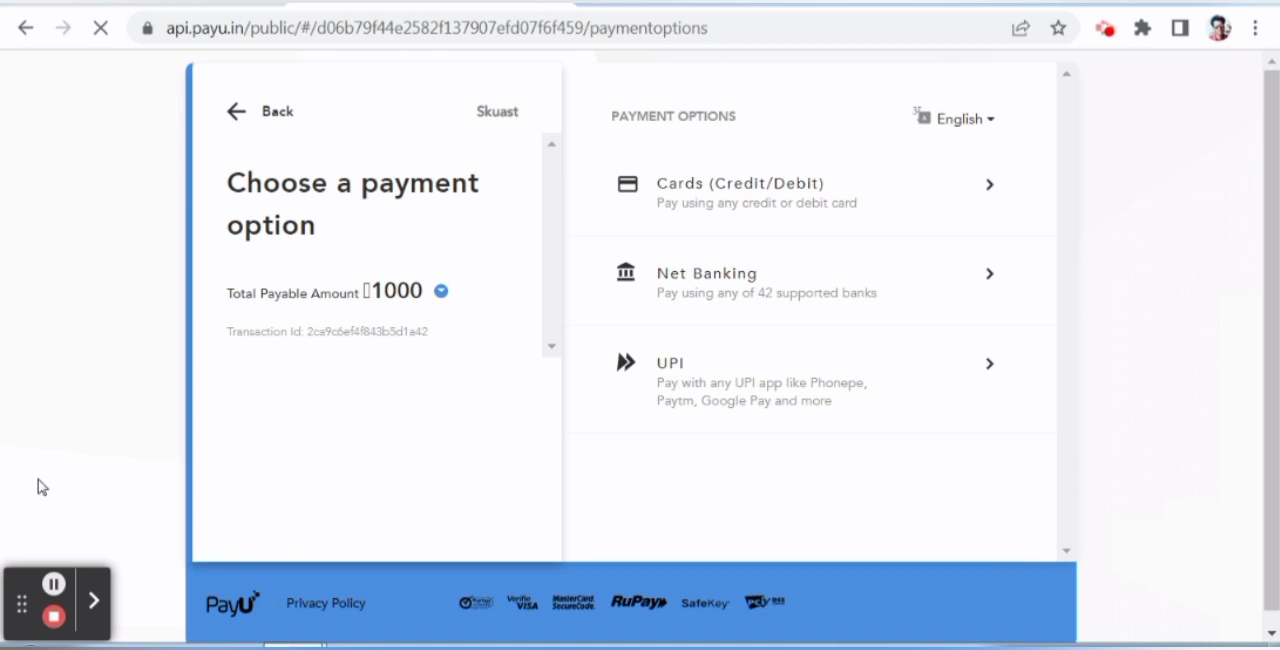 api.payu.in/public/#/d06b79f44e2582f137907efd07f6f459/paymentoptions
Back
Skuast
Choose a payment
option
Total Payable Amount ▯1000
Transaction Id: 2ca9c6ef4f843b5d1a42
PAYMENT OPTIONS
English
Cards (Credit/Debit)
Pay using any credit or debit card
Net Banking
Pay using any of 42 supported banks
UPI
Pay with any UPI app like Phonepe,
Paytm, Google Pay and more
PayU
Privacy Policy
VISA
MasterCard.
SecureCode.
RuPay
SafeKey
DSS